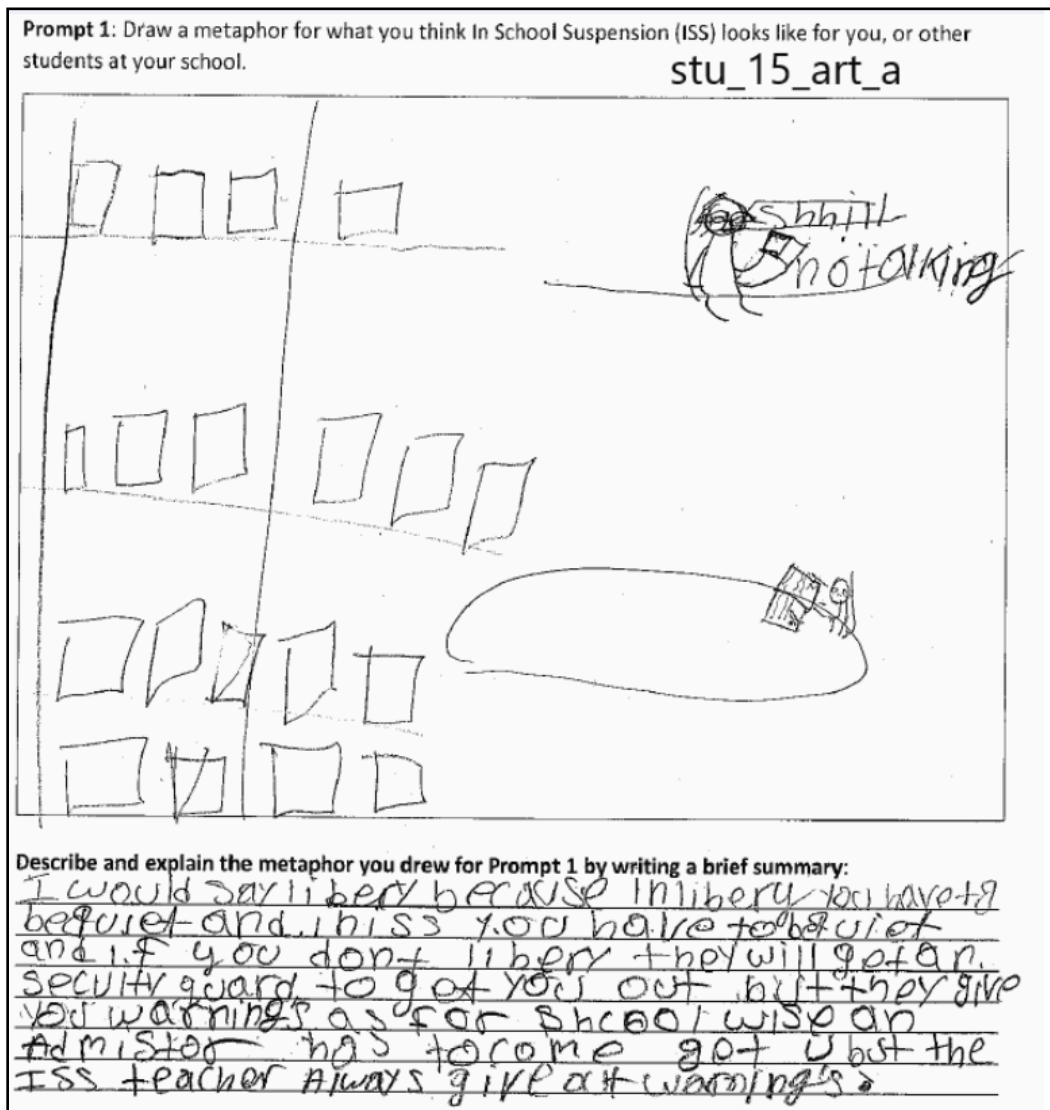 Prompt 1: Draw a metaphor for what you think In School Suspension (ISS) looks like for you, or other
students at your school.
stu_15_art_a
shhill
no talking
Describe and explain the metaphor you drew for Prompt 1 by writing a brief summary:
I would say libery because In libery you have to
be quiet and. in iss you have to be quiet
and if you dont libery they will get an.
secuity guard to get you out but they give
you warning's as for shcool wise an
Admistor has to come get u but the
ISS teacher Always give out warning's.